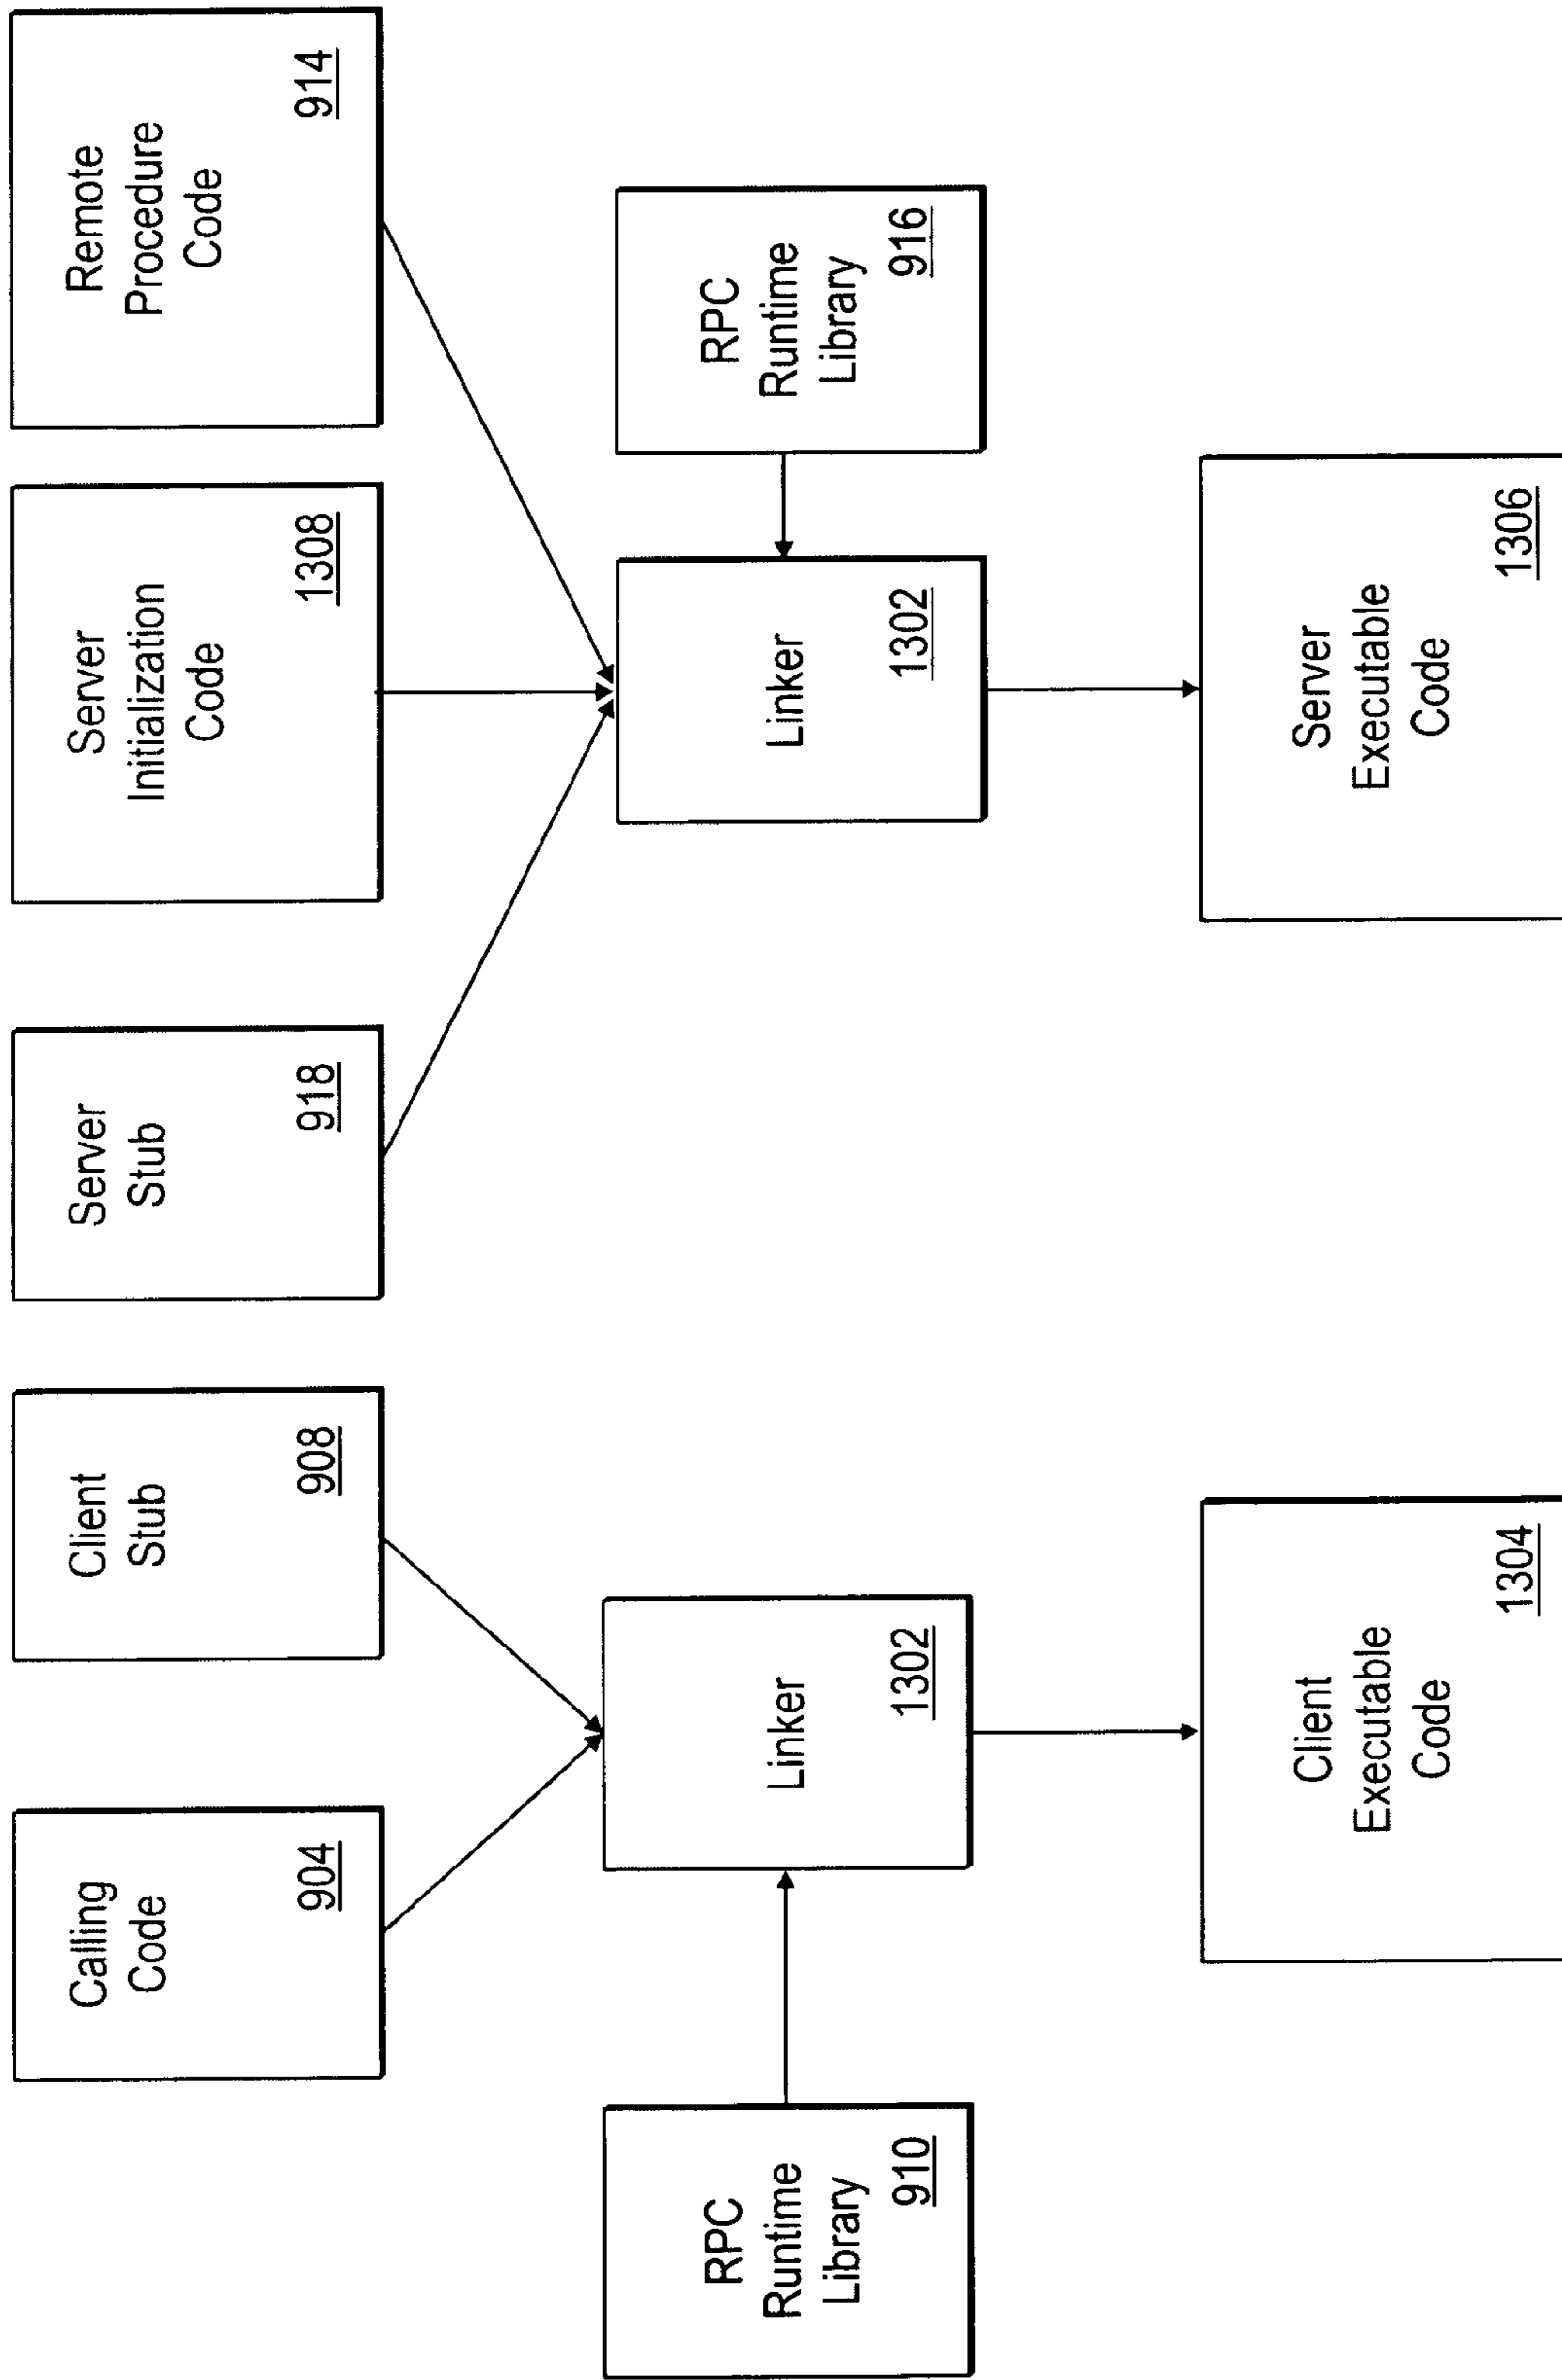 Calling
Code
904
Client
Stub
908
Server
Stub
918
Server
Initialization
Code
1308
Remote
Procedure
Code
914
RPC
Runtime
Library
910
Linker
1302
Linker
1302
RPC
Runtime
Library
916
Client
Executable
Code
1304
Server
Executable
Code
1306